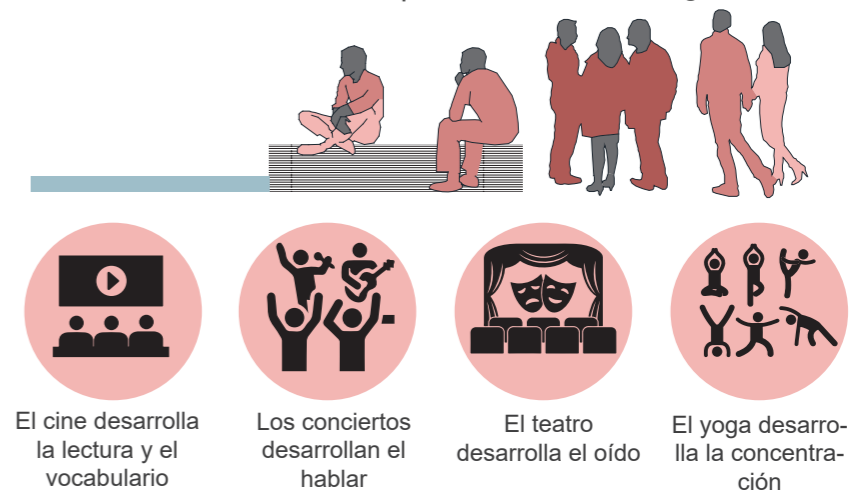 El cine desarrolla
la lectura y el
vocabulario
Los conciertos
desarrollan el
hablar
El teatro
desarrolla el oído
El yoga desarro-
lla la concentra-
ción